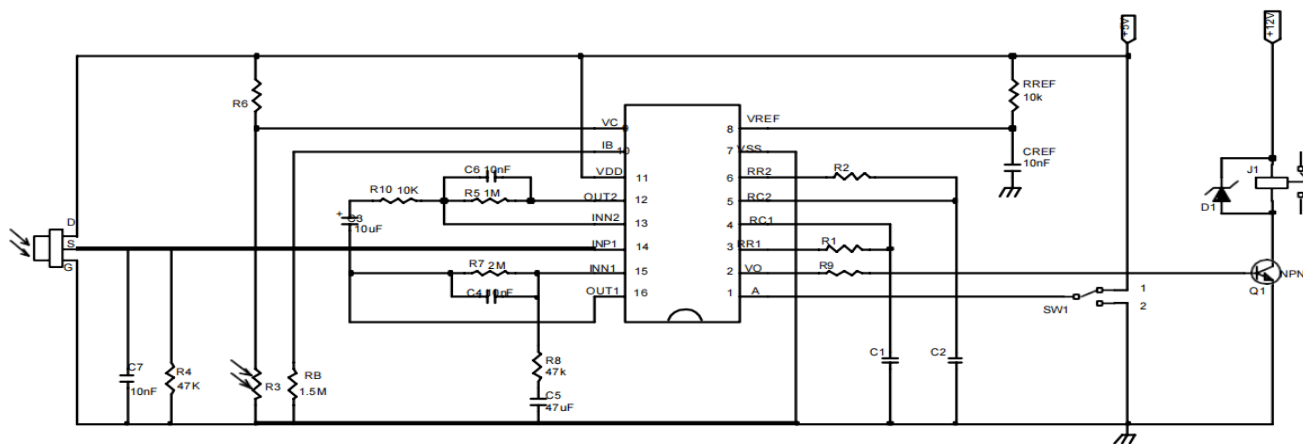 +5V
+12V
R6
RREF
10k
VC 9
8 VREF
IB 10
7 VSS
CREF
10nF
C6 10nF
VDD 11
6 RR2 R2
R10 10K
R5 1M
OUT2 12
5 RC2
J1
D1
C3
10uF
INN2 13
4 RC1
D
S
G
INP1 14
3 RR1 R1
R7 2M
INN1 15
2 VO R9
NPN
Q1
C4 10nF
OUT1 16
1 A
SW1
1
2
C7
10nF
R4
47K
R3
RB
1.5M
R8
47k
C5
47uF
C1
C2